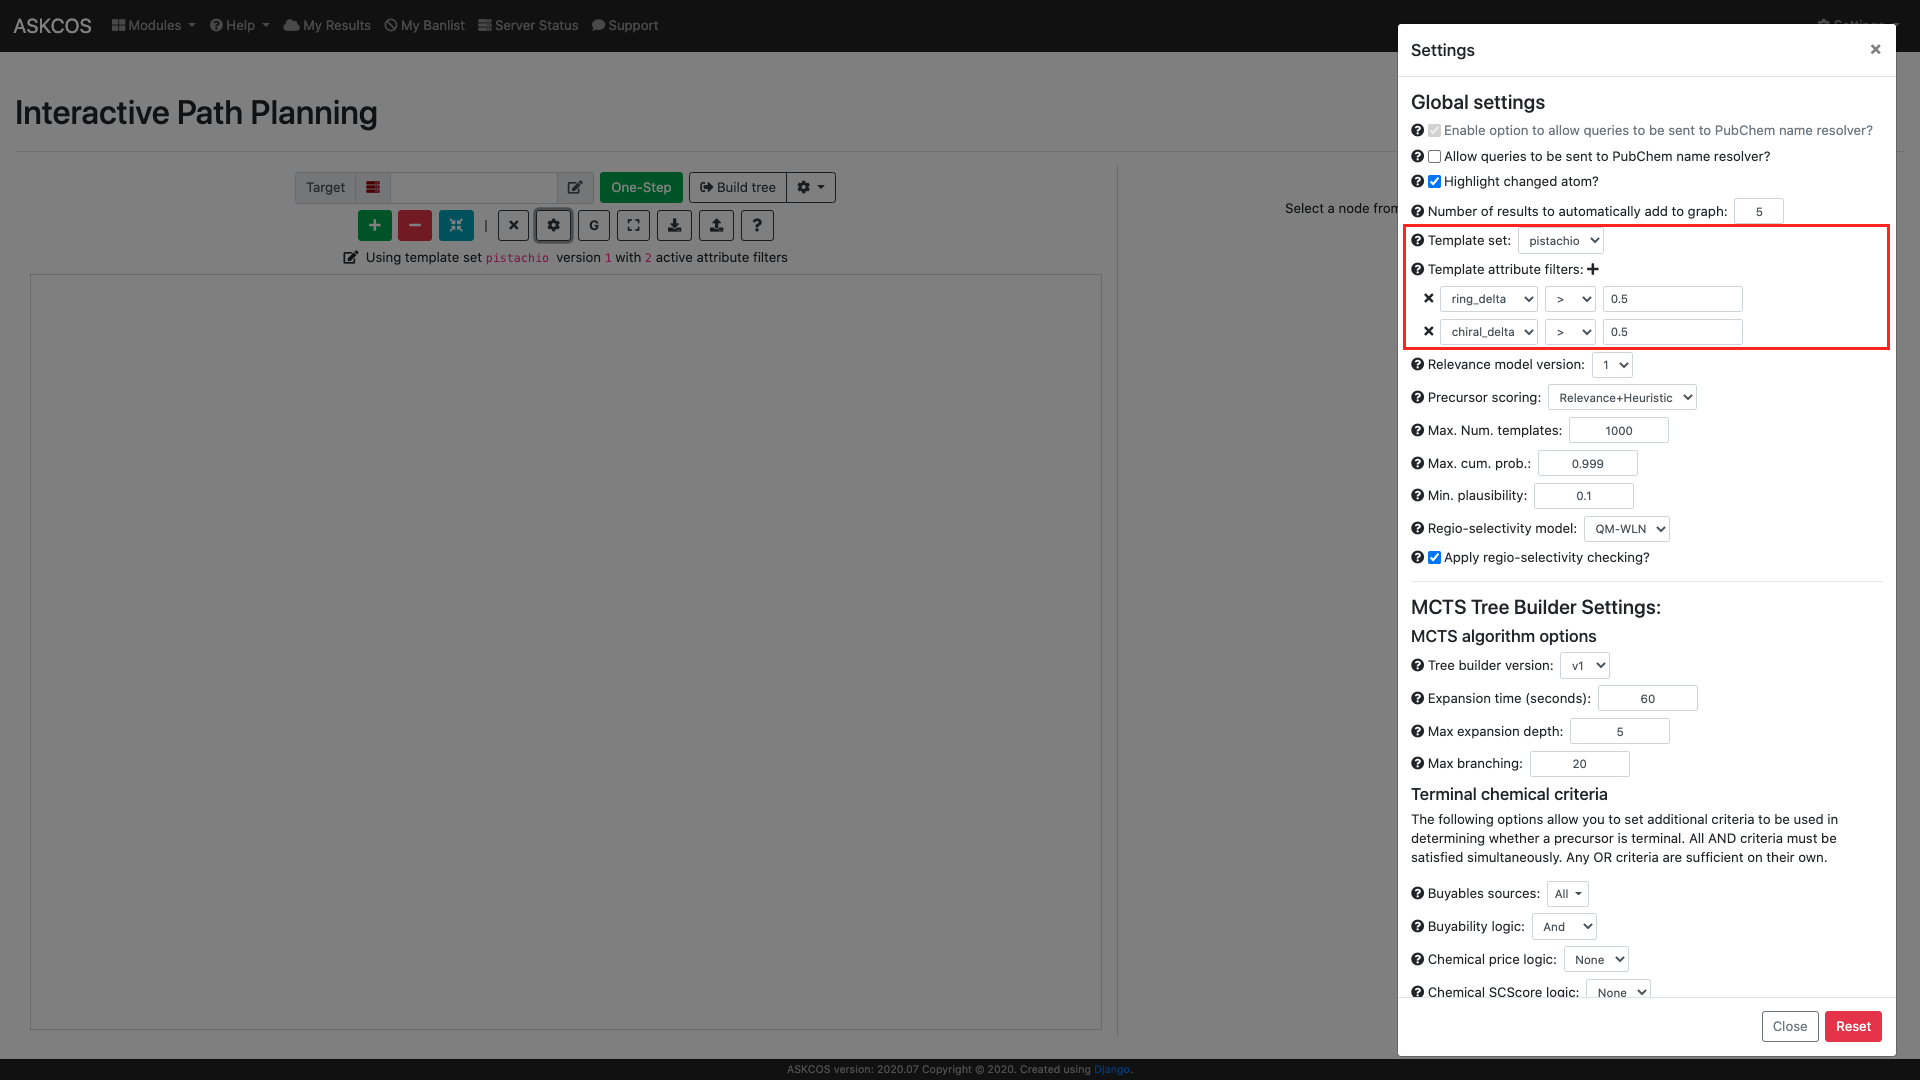 ASKCOS Modules Help My Results My Banlist Server Status Support Settings
Interactive Path Planning
Target One-Step Build tree
| G ?
Using template set pistachio version 1 with 2 active attribute filters
Select a node from
Settings ×
Global settings
Enable option to allow queries to be sent to PubChem name resolver?
Allow queries to be sent to PubChem name resolver?
Highlight changed atom?
Number of results to automatically add to graph: 5
Template set: pistachio
Template attribute filters:
ring_delta > 0.5
chiral_delta > 0.5
Relevance model version: 1
Precursor scoring: Relevance+Heuristic
Max. Num. templates: 1000
Max. cum. prob.: 0.999
Min. plausibility: 0.1
Regio-selectivity model: QM-WLN
Apply regio-selectivity checking?
MCTS Tree Builder Settings:
MCTS algorithm options
Tree builder version: v1
Expansion time (seconds): 60
Max expansion depth: 5
Max branching: 20
Terminal chemical criteria
The following options allow you to set additional criteria to be used in
determining whether a precursor is terminal. All AND criteria must be
satisfied simultaneously. Any OR criteria are sufficient on their own.
Buyables sources: All
Buyability logic: And
Chemical price logic: None
Chemical SCScore logic: None
Close Reset
ASKCOS version: 2020.07 Copyright © 2020. Created using Django.